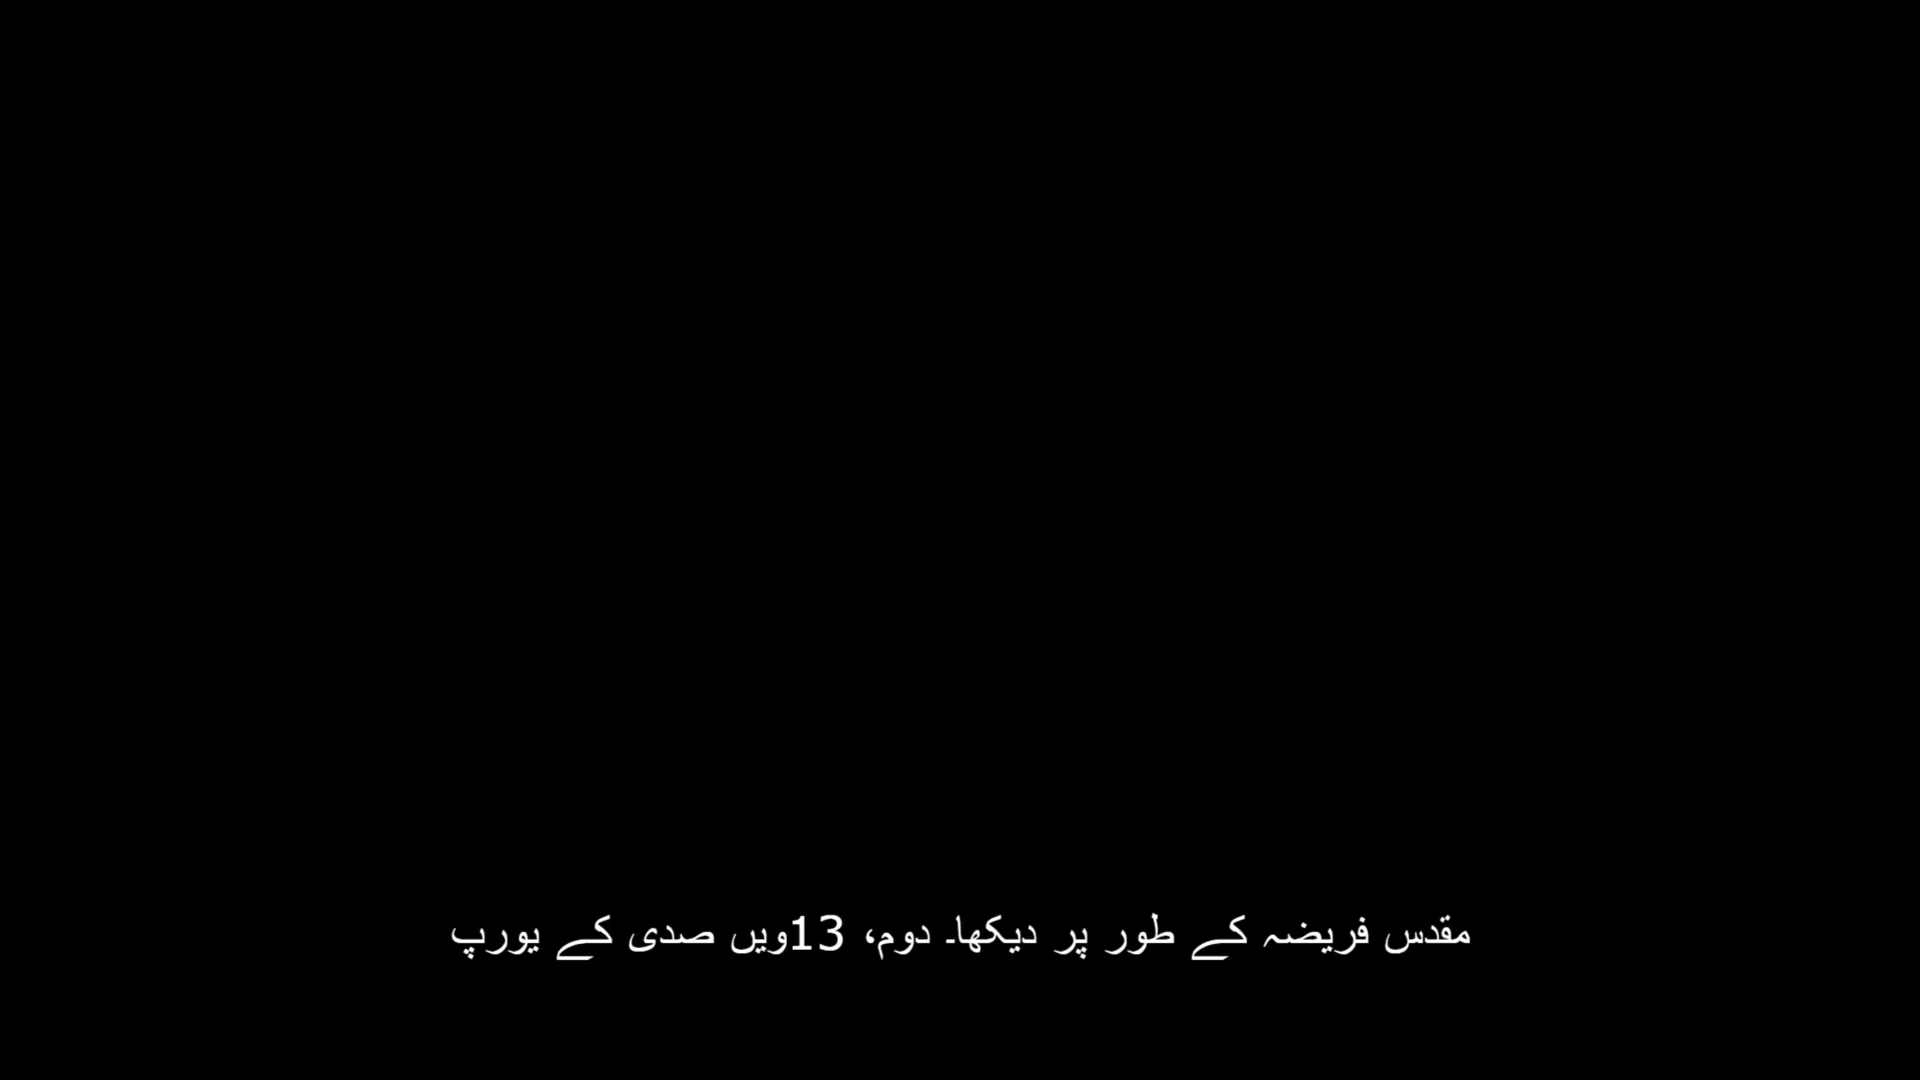 مقدس فریضہ کے طور پر دیکھا۔ دوم، 13ویں صدی کے یورپ